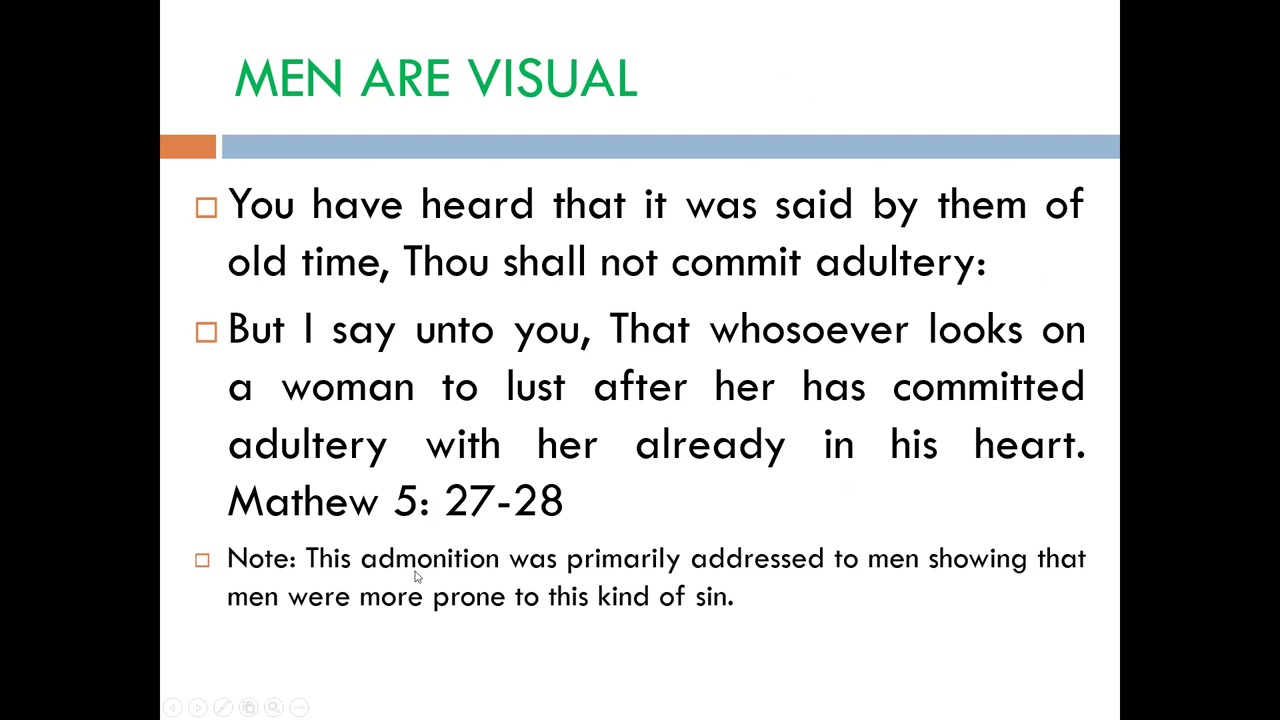 MEN ARE VISUAL
You have heard that it was said by them of
old time, Thou shall not commit adultery:
But I say unto you, That whosoever looks on
a woman to lust after her has committed
adultery with her already in his heart.
Mathew 5: 27-28
Note: This admonition was primarily addressed to men showing that
men were more prone to this kind of sin.